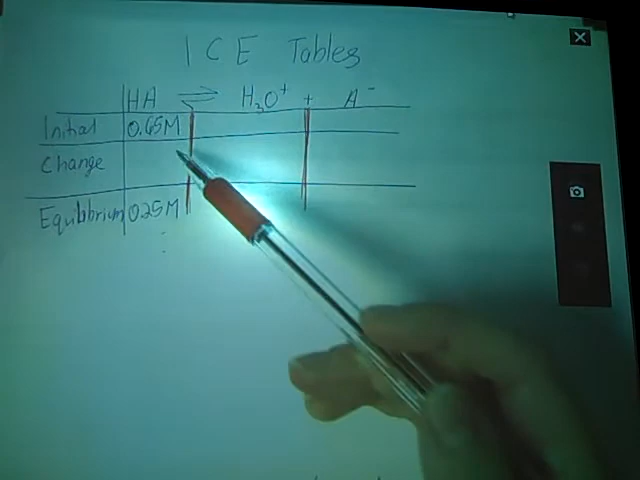 ICE Tables
HA ⇌ H₃O⁺ + A⁻
Initial 0.65M
Change
Equilibrium 0.25M